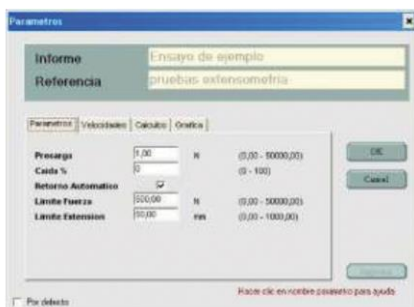 Parametros
Informe Ensayo de ejemplo
Referencia pruebas extensometria
Parametros Velocidades Calculos Grafica
Precarga 1,00 N (0,00 - 50000,00)
Caida % 0 (0 - 100)
Retorno Automatico
Límite Fuerza 500,00 N (0,00 - 50000,00)
Límite Extension 50,00 mm (0,00 - 1000,00)
OK
Cancel
Hacer clic en nombre parametro para ayuda
Por defecto